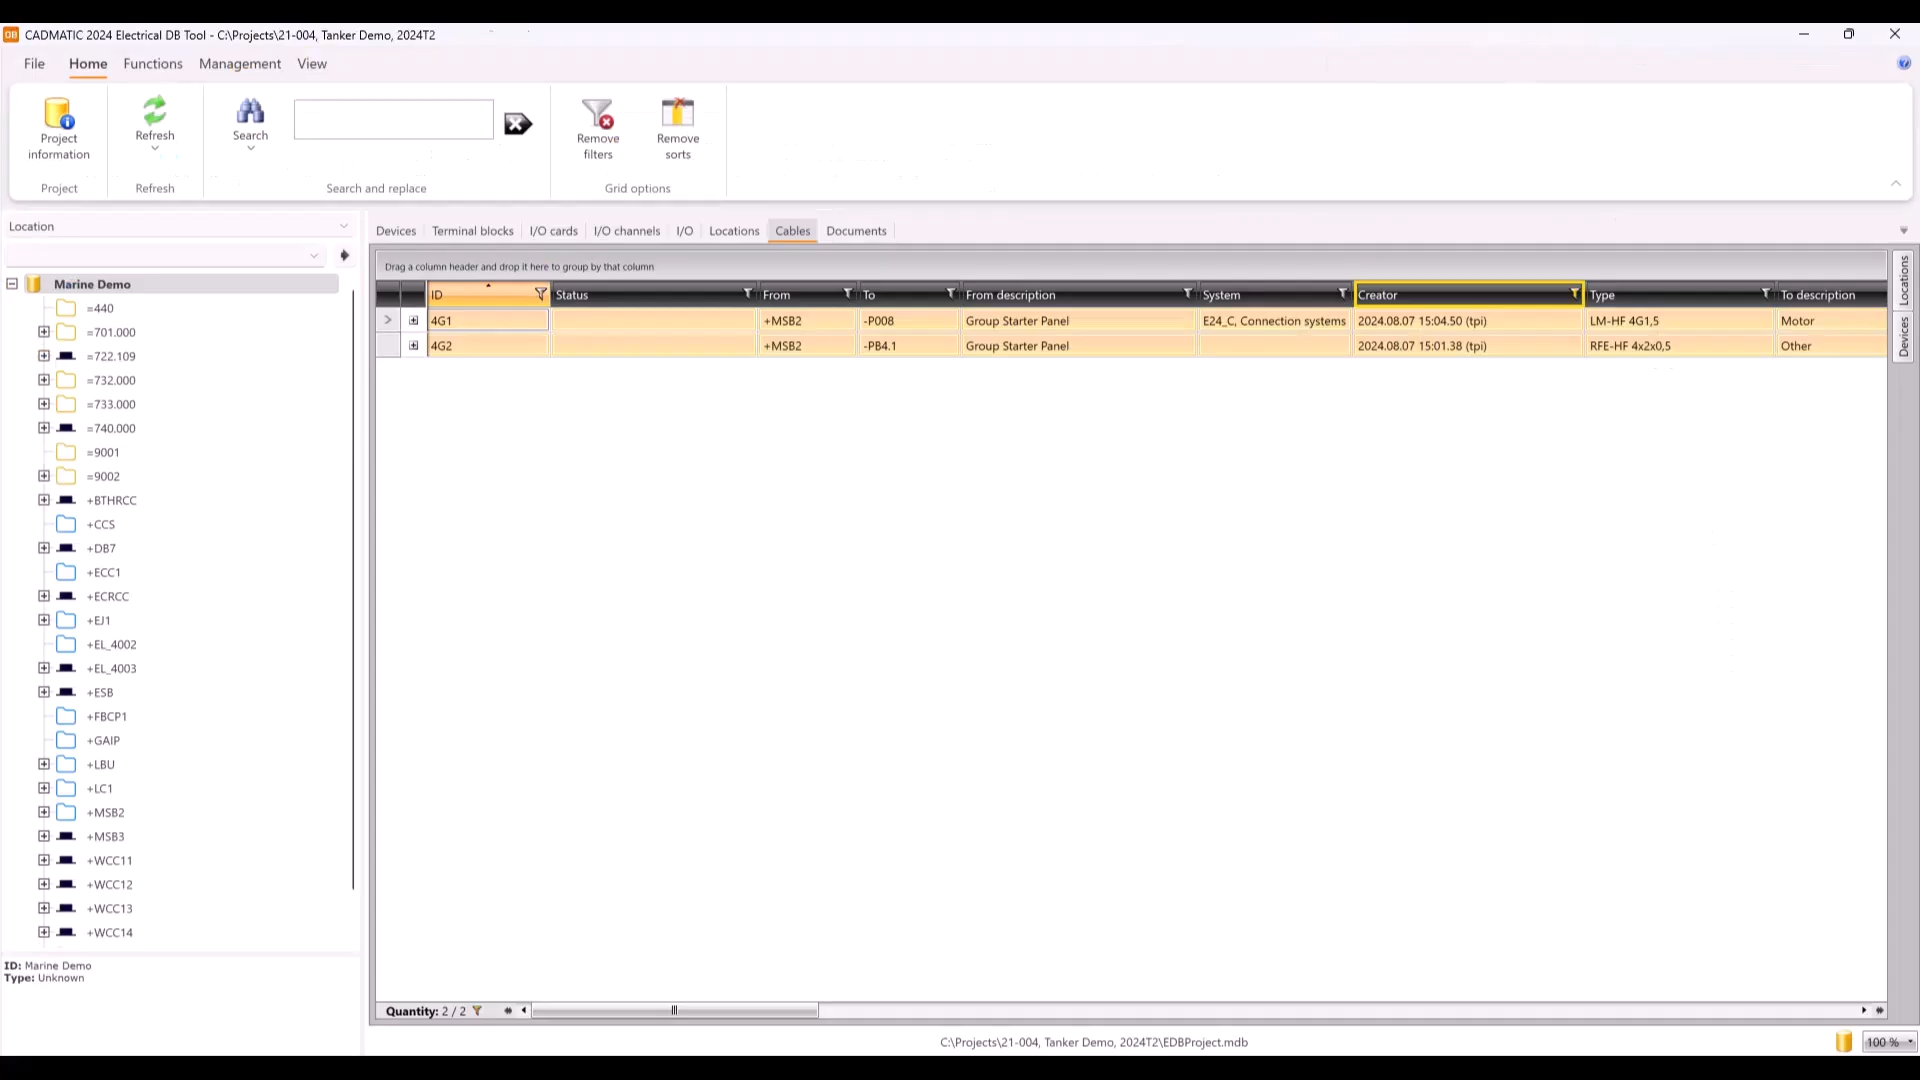 CADMATIC 2024 Electrical DB Tool - C:\Projects\21-004, Tanker Demo, 2024T2
File Home Functions Management View
Project information
Refresh
Search
Remove filters
Remove sorts
Project
Refresh
Search and replace
Grid options
Location
Marine Demo
=440
=701.000
=722.109
=732.000
=733.000
=740.000
=9001
=9002
+BTHRCC
+CCS
+DB7
+ECC1
+ECRCC
+EJ1
+EL_4002
+EL_4003
+ESB
+FBCP1
+GAIP
+LBU
+LC1
+MSB2
+MSB3
+WCC11
+WCC12
+WCC13
+WCC14
ID: Marine Demo
Type: Unknown
Devices Terminal blocks I/O cards I/O channels I/O Locations Cables Documents
Drag a column header and drop it here to group by that column
ID Status From To From description System Creator Type To description
4G1 +MSB2 -P008 Group Starter Panel E24_C, Connection systems 2024.08.07 15:04.50 (tpi) LM-HF 4G1,5 Motor
4G2 +MSB2 -PB4.1 Group Starter Panel 2024.08.07 15:01.38 (tpi) RFE-HF 4x2x0,5 Other
Locations
Devices
Quantity: 2 / 2
C:\Projects\21-004, Tanker Demo, 2024T2\EDBProject.mdb
100 %